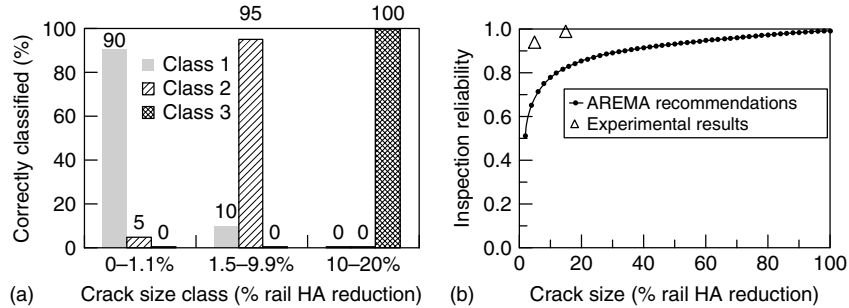 95
100
100
90
80
60
40
20
0
Correctly classified (%)
Class 1
Class 2
Class 3
5
0
10
0
0
0
0–1.1%
1.5–9.9%
10–20%
(a)
Crack size class (% rail HA reduction)
1.0
0.8
0.6
0.4
0.2
0.0
Inspection reliability
AREMA recommendations
Experimental results
0
20
40
60
80
100
(b)
Crack size (% rail HA reduction)